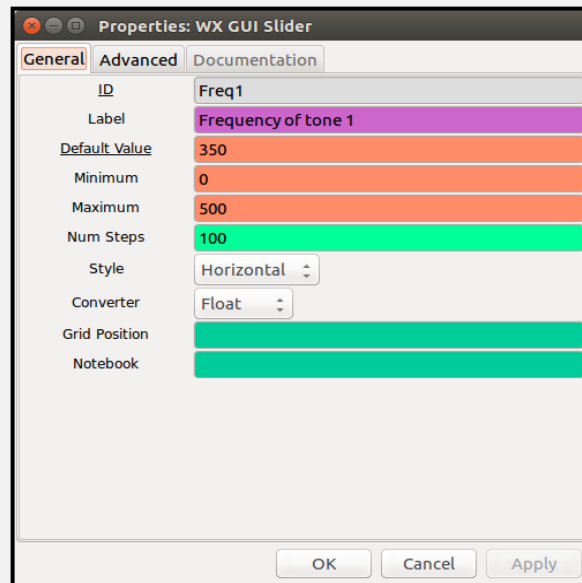 Properties: WX GUI Slider
General Advanced Documentation
ID Freq1
Label Frequency of tone 1
Default Value 350
Minimum 0
Maximum 500
Num Steps 100
Style Horizontal
Converter Float
Grid Position
Notebook
OK Cancel Apply